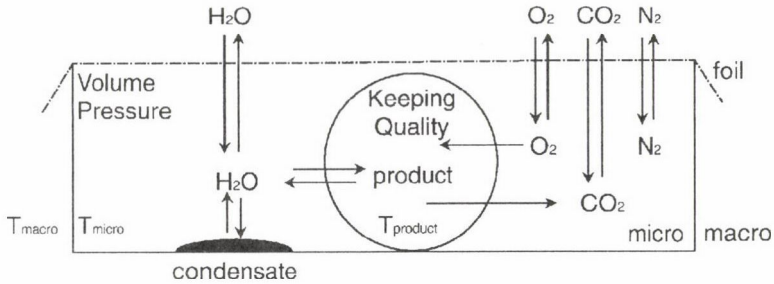 H₂O O₂ CO₂ N₂
foil
Volume
Pressure
Keeping
Quality
O₂ N₂
H₂O product CO₂
Tmacro Tmicro Tproduct micro macro
condensate